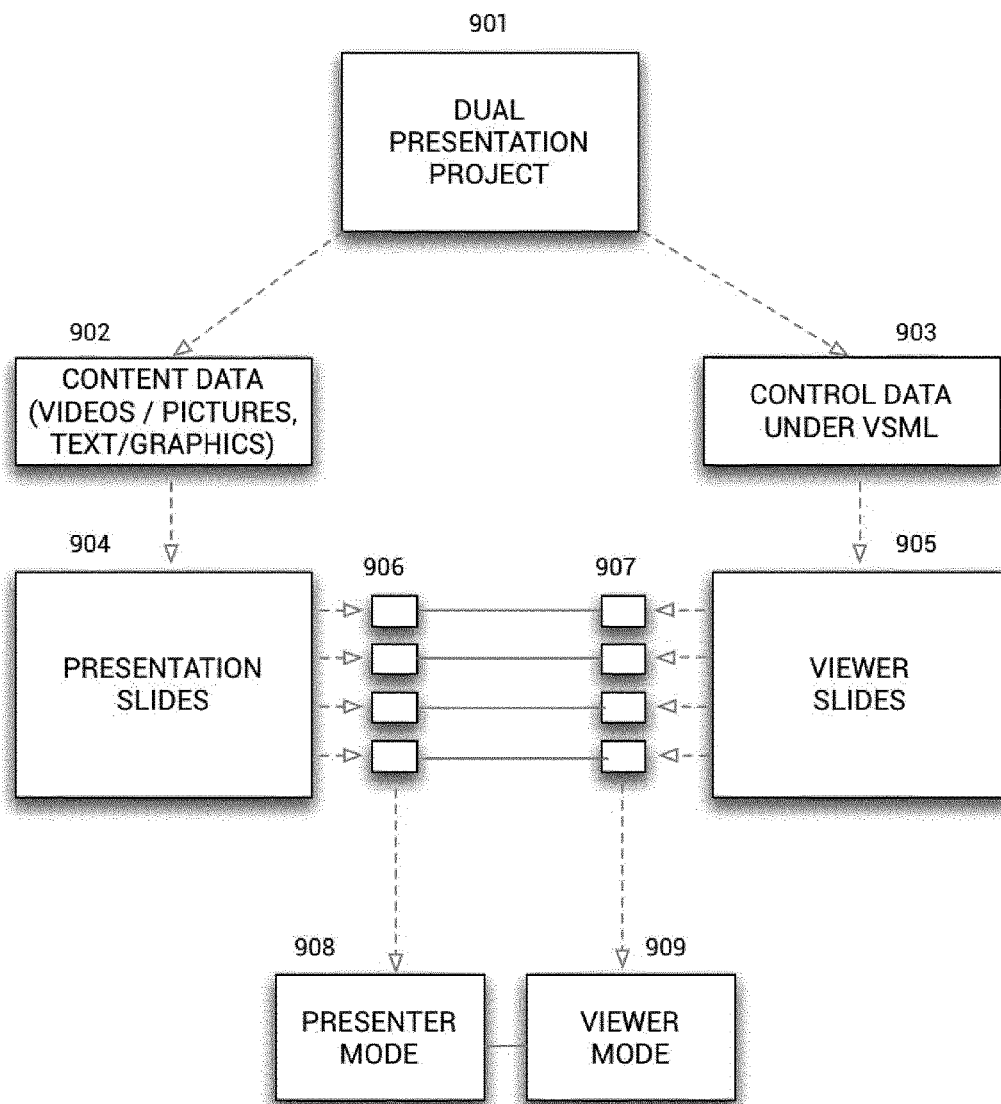 901
DUAL
PRESENTATION
PROJECT
902
903
CONTENT DATA
(VIDEOS / PICTURES,
TEXT/GRAPHICS)
CONTROL DATA
UNDER VSML
904
905
906
907
PRESENTATION
SLIDES
VIEWER
SLIDES
908
909
PRESENTER
MODE
VIEWER
MODE